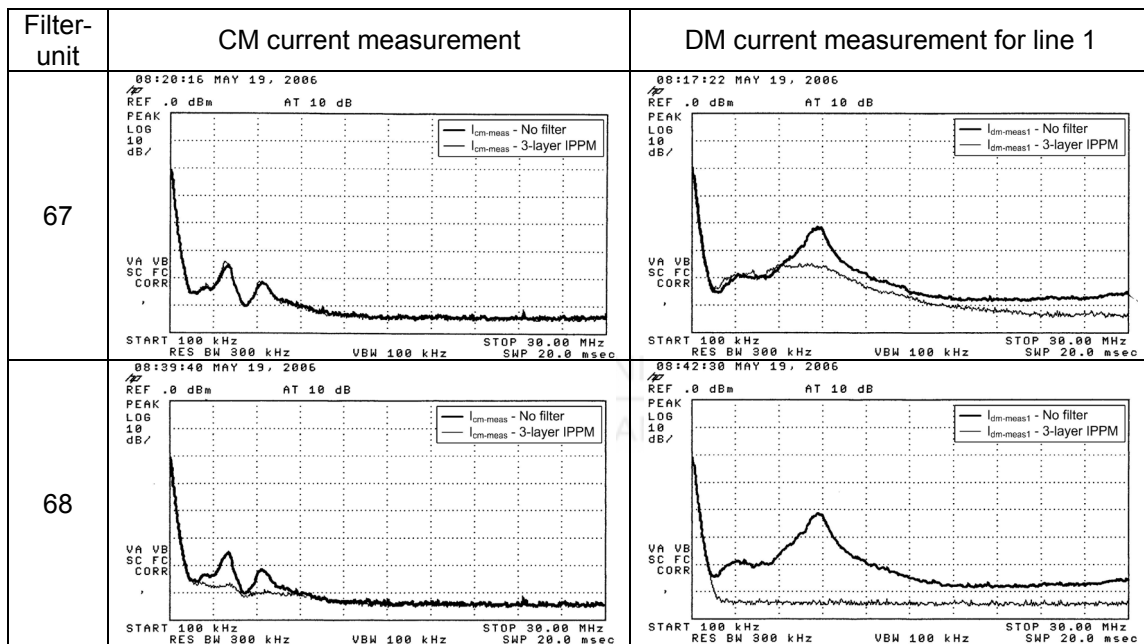 Filter-
unit
CM current measurement
DM current measurement for line 1
67
08:20:16 MAY 19, 2006
hp
REF .0 dBm AT 10 dB
PEAK
LOG
10
dB/
Icm-meas - No filter
Icm-meas - 3-layer IPPM
VA VB
SC FC
CORR
START 100 kHz STOP 30.00 MHz
RES BW 300 kHz VBW 100 kHz SWP 20.0 msec
08:17:22 MAY 19, 2006
hp
REF .0 dBm AT 10 dB
PEAK
LOG
10
dB/
Idm-meas1 - No filter
Idm-meas1 - 3-layer IPPM
VA VB
SC FC
CORR
START 100 kHz STOP 30.00 MHz
RES BW 300 kHz VBW 100 kHz SWP 20.0 msec
68
08:39:40 MAY 19, 2006
hp
REF .0 dBm AT 10 dB
PEAK
LOG
10
dB/
Icm-meas - No filter
Icm-meas - 3-layer IPPM
VA VB
SC FC
CORR
START 100 kHz STOP 30.00 MHz
RES BW 300 kHz VBW 100 kHz SWP 20.0 msec
08:42:30 MAY 19, 2006
hp
REF .0 dBm AT 10 dB
PEAK
LOG
10
dB/
Idm-meas1 - No filter
Idm-meas1 - 3-layer IPPM
VA VB
SC FC
CORR
START 100 kHz STOP 30.00 MHz
RES BW 300 kHz VBW 100 kHz SWP 20.0 msec